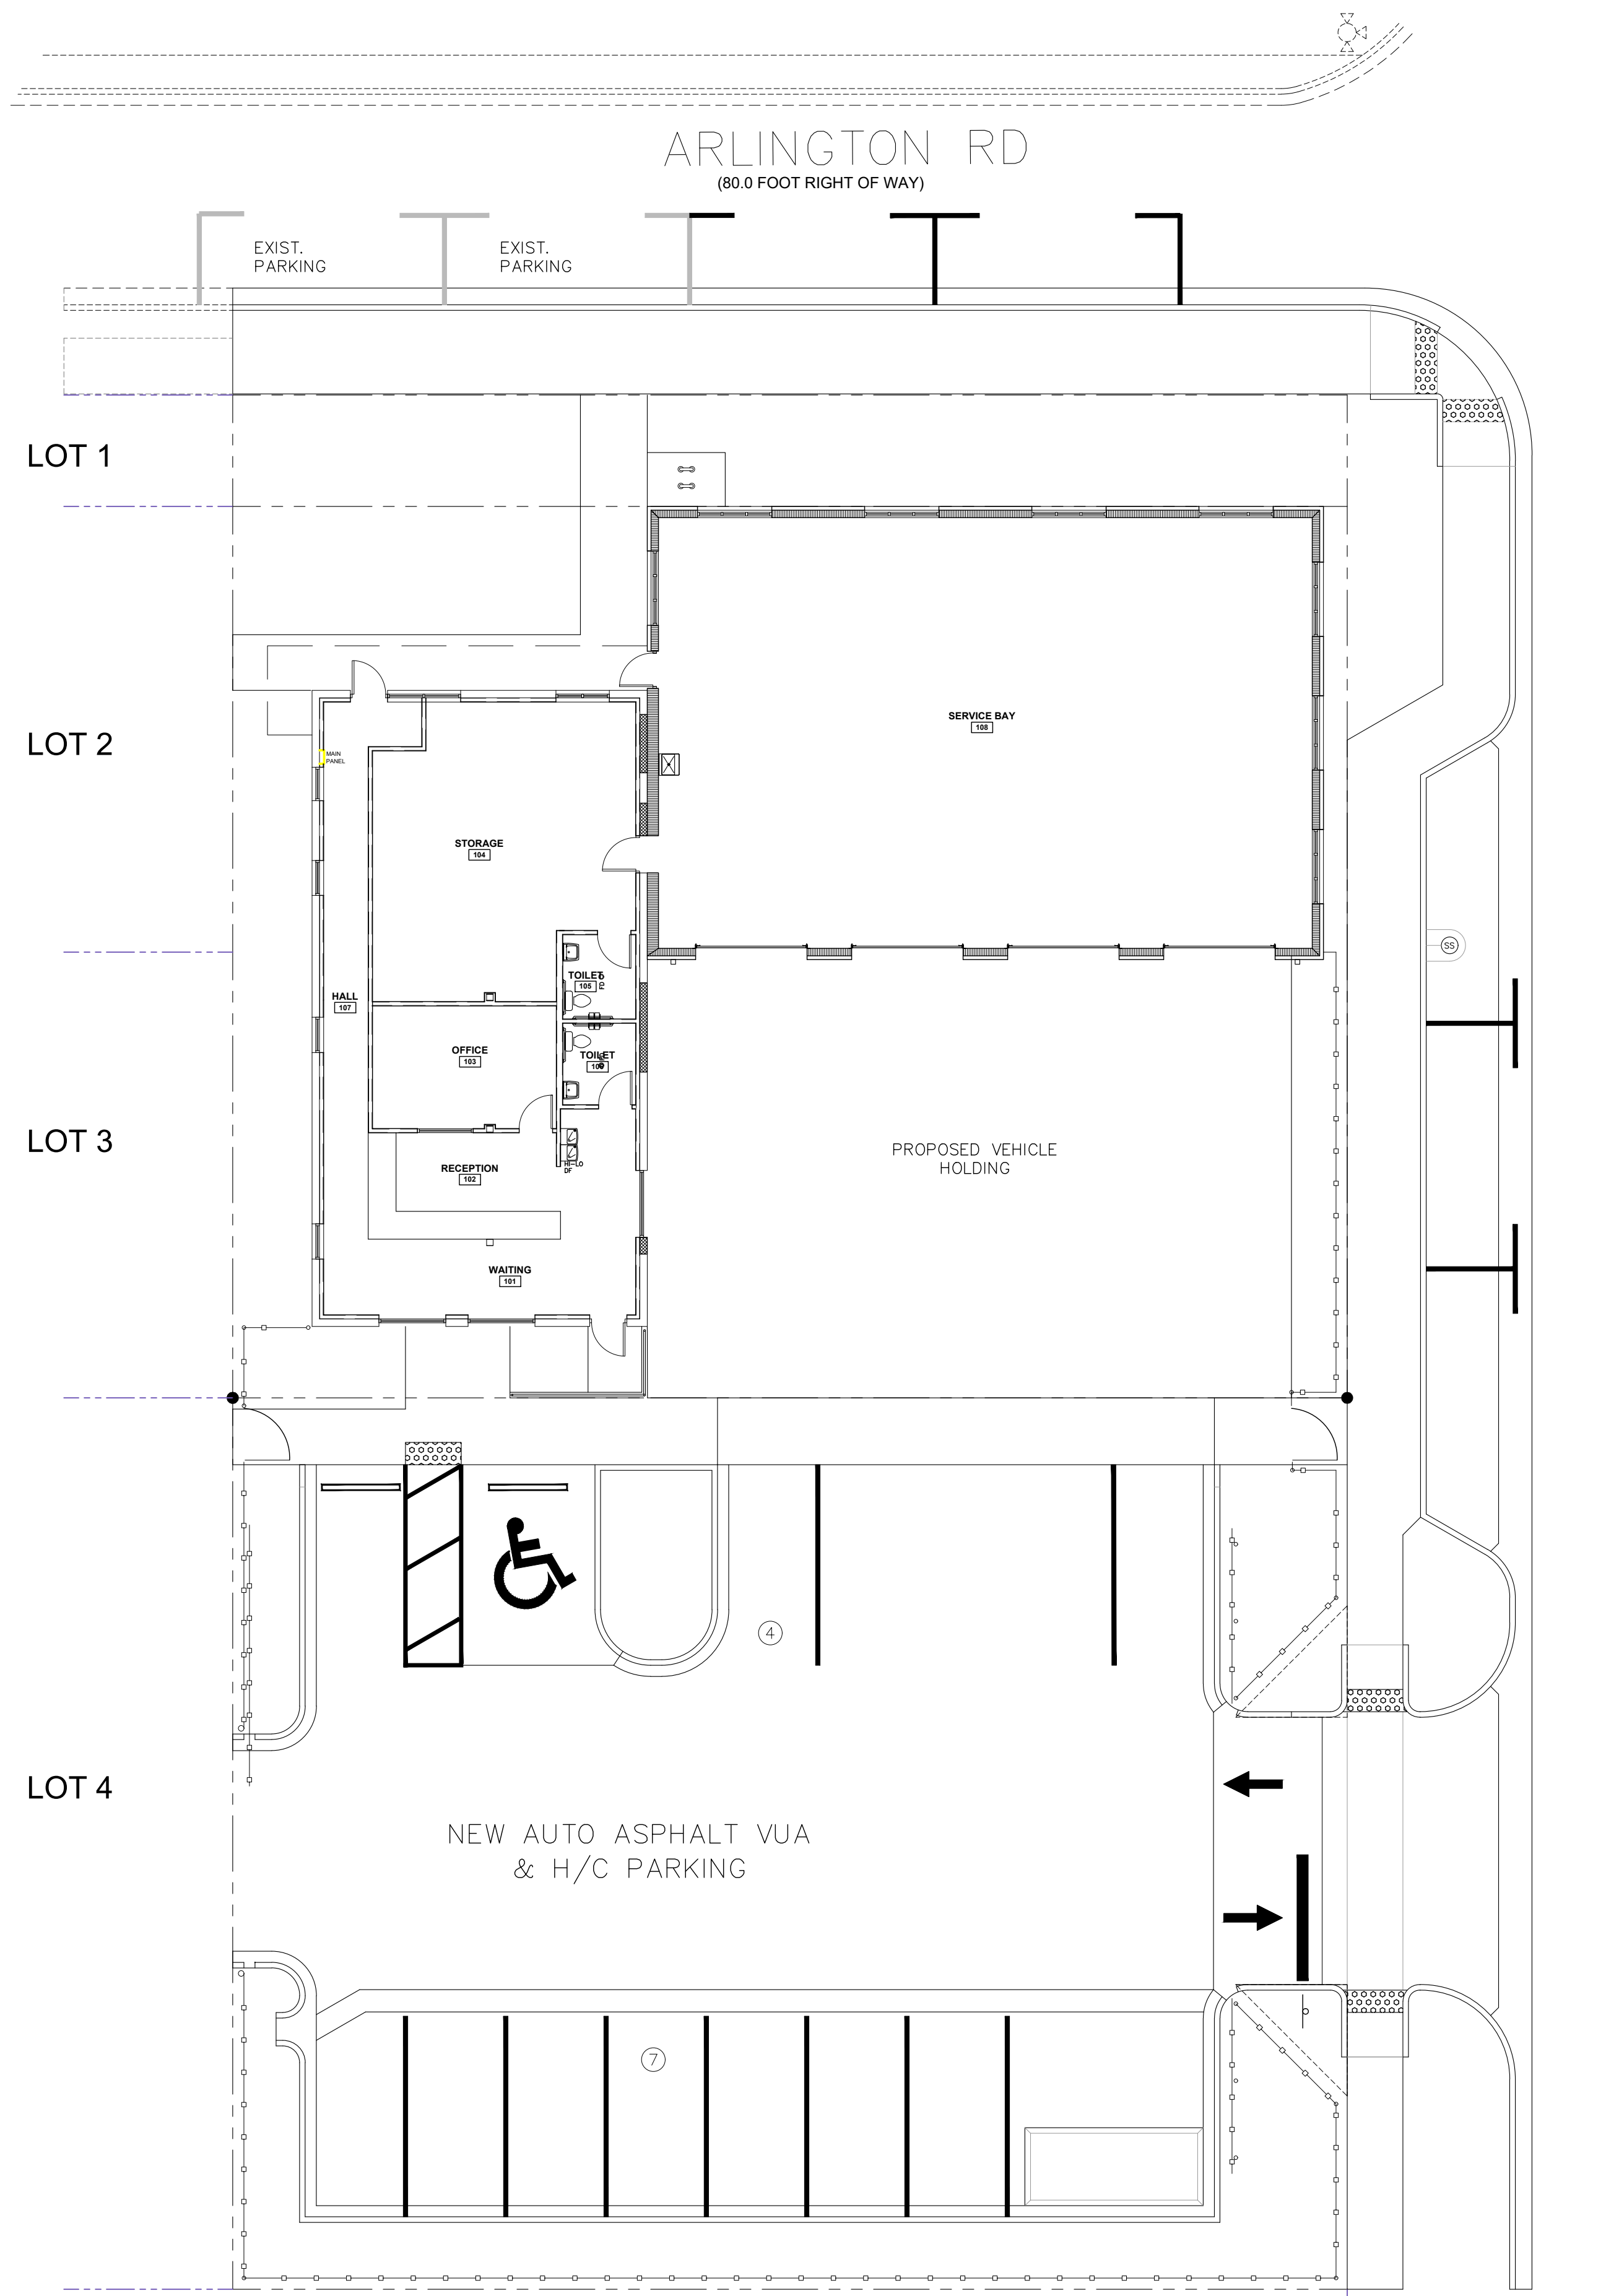 ARLINGTON RD
(80.0 FOOT RIGHT OF WAY)
EXIST.
PARKING
EXIST.
PARKING
LOT 1
LOT 2
SERVICE BAY
108
MAIN
PANEL
STORAGE
104
SS
TOILET
105
HALL
107
OFFICE
103
TOILET
LOT 3
PROPOSED VEHICLE
HOLDING
HI-LO
DF
RECEPTION
102
WAITING
101
4
LOT 4
NEW AUTO ASPHALT VUA
& H/C PARKING
7